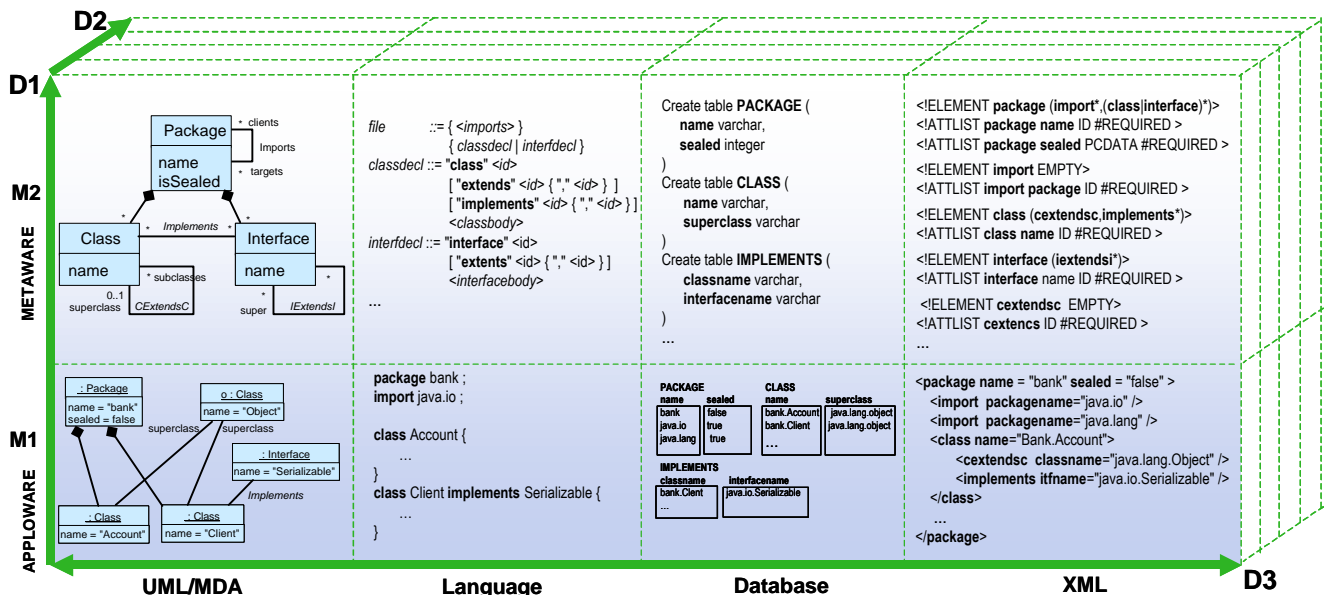 D2
D1
M2
METAWARE
Package
name
isSealed
* clients
Imports
* targets
*
*
Class
name
* Implements *
Interface
name
* subclasses
0..1
superclass
CExtendsC
*
*
super
IExtendsI
file ::= { <imports> }
{ classdecl | interfdecl }
classdecl ::= "class" <id>
[ "extends" <id> { "," <id> } ]
[ "implements" <id> { "," <id> } ]
<classbody>
interfdecl ::= "interface" <id>
[ "extents" <id> { "," <id> } ]
<interfacebody>
...
Create table PACKAGE (
name varchar,
sealed integer
)
Create table CLASS (
name varchar,
superclass varchar
)
Create table IMPLEMENTS (
classname varchar,
interfacename varchar
)
...
<!ELEMENT package (import*,(class|interface)*)>
<!ATTLIST package name ID #REQUIRED >
<!ATTLIST package sealed PCDATA #REQUIRED >
<!ELEMENT import EMPTY>
<!ATTLIST import package ID #REQUIRED >
<!ELEMENT class (cextendsc,implements*)>
<!ATTLIST class name ID #REQUIRED >
<!ELEMENT interface (iextendsi*)>
<!ATTLIST interface name ID #REQUIRED >
<!ELEMENT cextendsc EMPTY>
<!ATTLIST cextencs ID #REQUIRED >
...
M1
APPLOWARE
_: Package
name = "bank"
sealed = false
o : Class
name = "Object"
superclass
superclass
_: Interface
name = "Serializable"
Implements
_: Class
name = "Account"
_: Class
name = "Client"
package bank ;
import java.io ;
class Account {
...
}
class Client implements Serializable {
...
}
PACKAGE
name sealed
bank false
java.io true
java.lang true
CLASS
name superclass
bank.Account java.lang.object
bank.Client java.lang.object
...
IMPLEMENTS
classname interfacename
bank.Clent java.io.Serializable
...
<package name = "bank" sealed = "false" >
<import packagename="java.io" />
<import packagename="java.lang" />
<class name="Bank.Account">
<cextendsc classname="java.lang.Object" />
<implements itfname="java.io.Serializable" />
</class>
...
</package>
UML/MDA
Language
Database
XML
D3